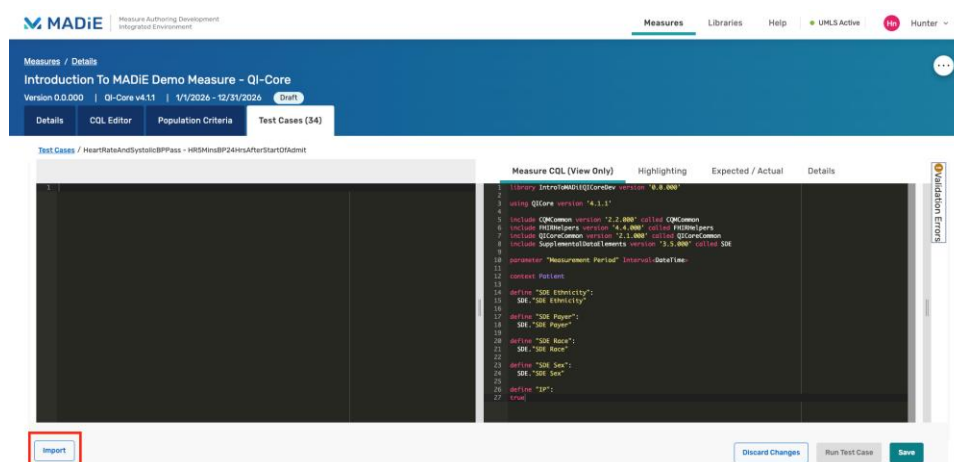 MADiE
Measure Authoring Development
Integrated Environment
Measures Libraries Help UMLS Active Hn Hunter
Measures / Details
Introduction To MADiE Demo Measure - QI-Core
Version 0.0.000 | QI-Core v4.1.1 | 1/1/2026 - 12/31/2026 Draft
Details CQL Editor Population Criteria Test Cases (34)
Test Cases / HeartRateAndSystolicBPPass - HR5MinsBP24HrsAfterStartOfAdmit
Measure CQL (View Only) Highlighting Expected / Actual Details
Validation Errors
1
1 library IntroToMADiEQICoreDev version '0.0.000'
2
3 using QICore version '4.1.1'
4
5 include CQMCommon version '2.2.000' called CQMCommon
6 include FHIRHelpers version '4.4.000' called FHIRHelpers
7 include QICoreCommon version '2.1.000' called QICoreCommon
8 include SupplementalDataElements version '3.5.000' called SDE
9
10 parameter "Measurement Period" Interval<DateTime>
11
12 context Patient
13
14 define "SDE Ethnicity":
15 SDE."SDE Ethnicity"
16
17 define "SDE Payer":
18 SDE."SDE Payer"
19
20 define "SDE Race":
21 SDE."SDE Race"
22
23 define "SDE Sex":
24 SDE."SDE Sex"
25
26 define "IP":
27 true
Import
Discard Changes Run Test Case Save